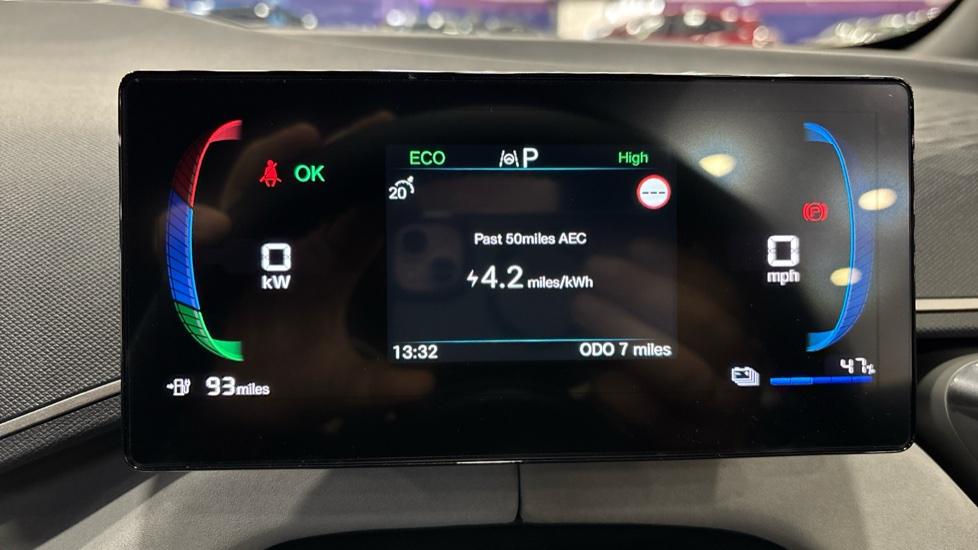 ECO P High
OK
20
---
P
Past 50miles AEC
0 kW
4.2 miles/kWh
0 mph
13:32 ODO 7 miles
93miles
47%